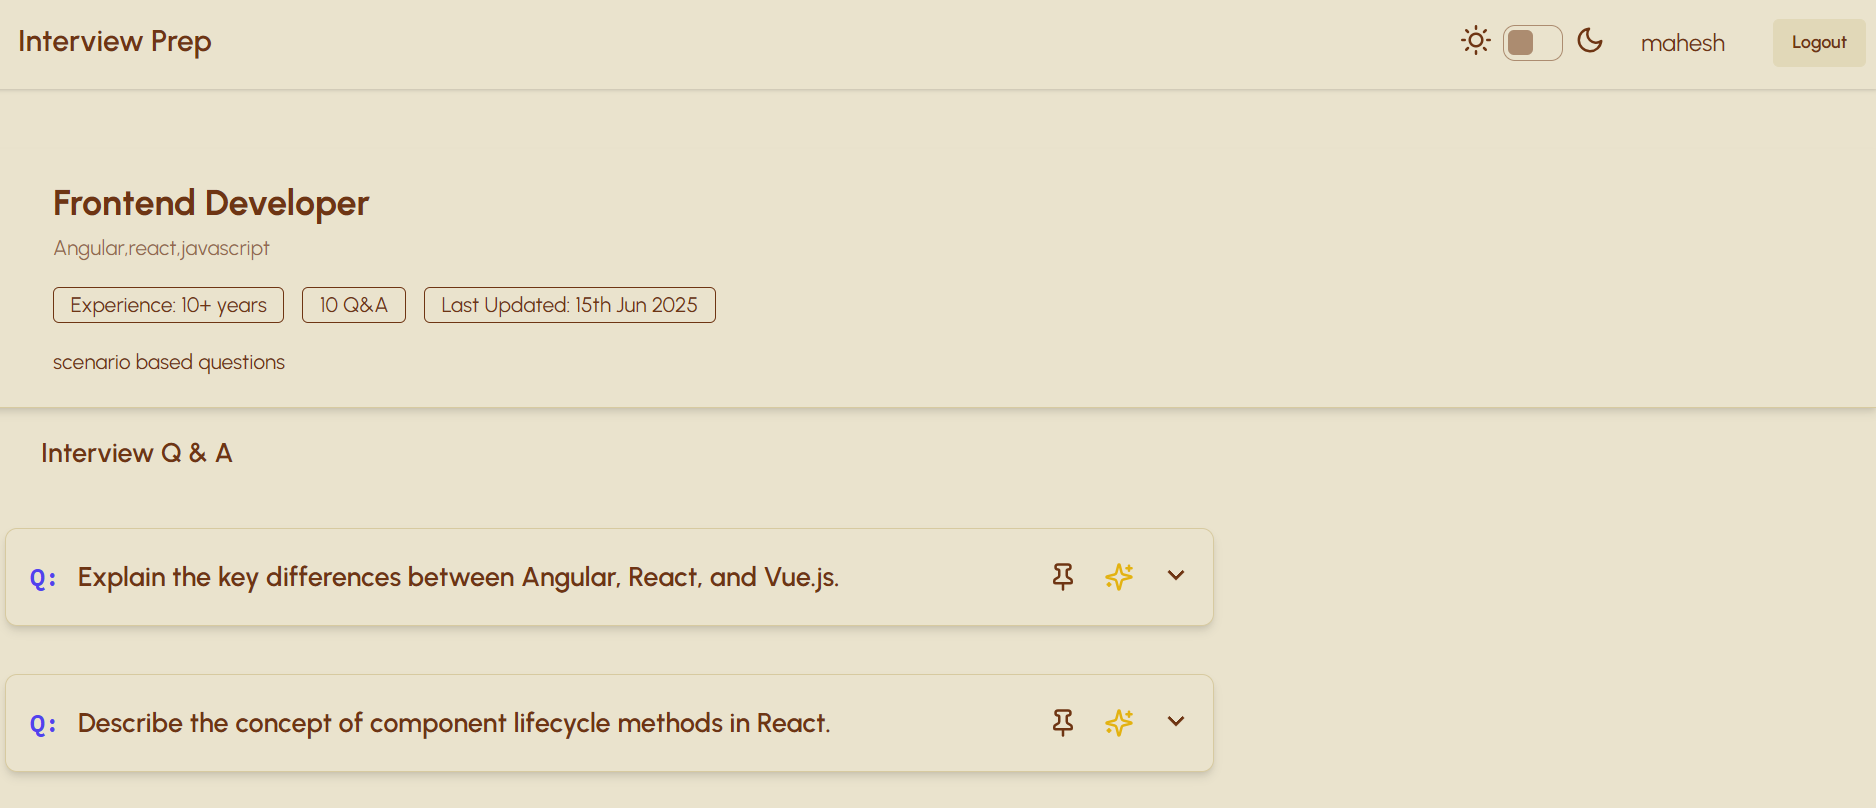 Interview Prep
mahesh
Logout
Frontend Developer
Angular,react,javascript
Experience: 10+ years
10 Q&A
Last Updated: 15th Jun 2025
scenario based questions
Interview Q & A
Q: Explain the key differences between Angular, React, and Vue.js.
Q: Describe the concept of component lifecycle methods in React.